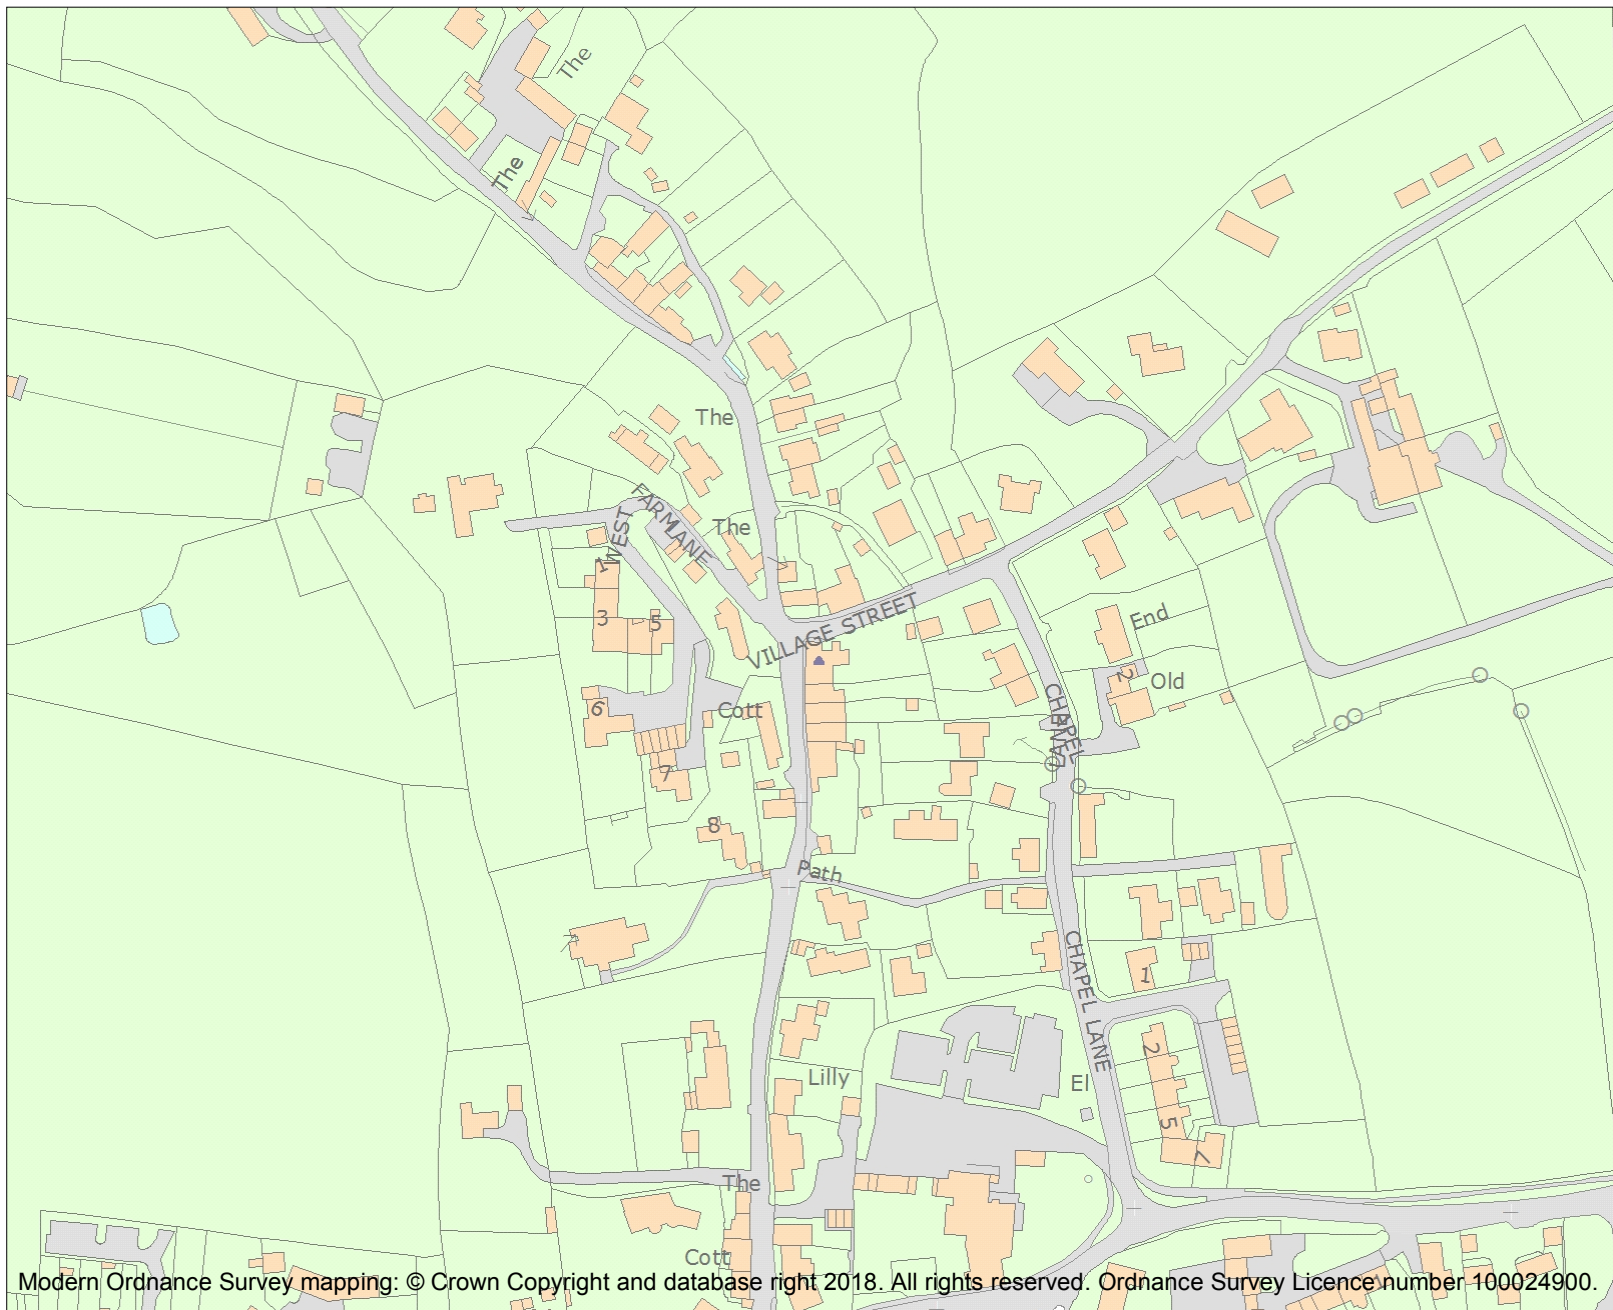 The
The
The
FARM LANE
WEST
The
1
3
5
VILLAGE STREET
End
2
Old
6
Cott
CHAPEL
LANE
7
8
Path
CHAPEL LANE
1
2
Lilly
El
5
7
The
Cott
Modern Ordnance Survey mapping: © Crown Copyright and database right 2018. All rights reserved. Ordnance Survey Licence number 100024900.